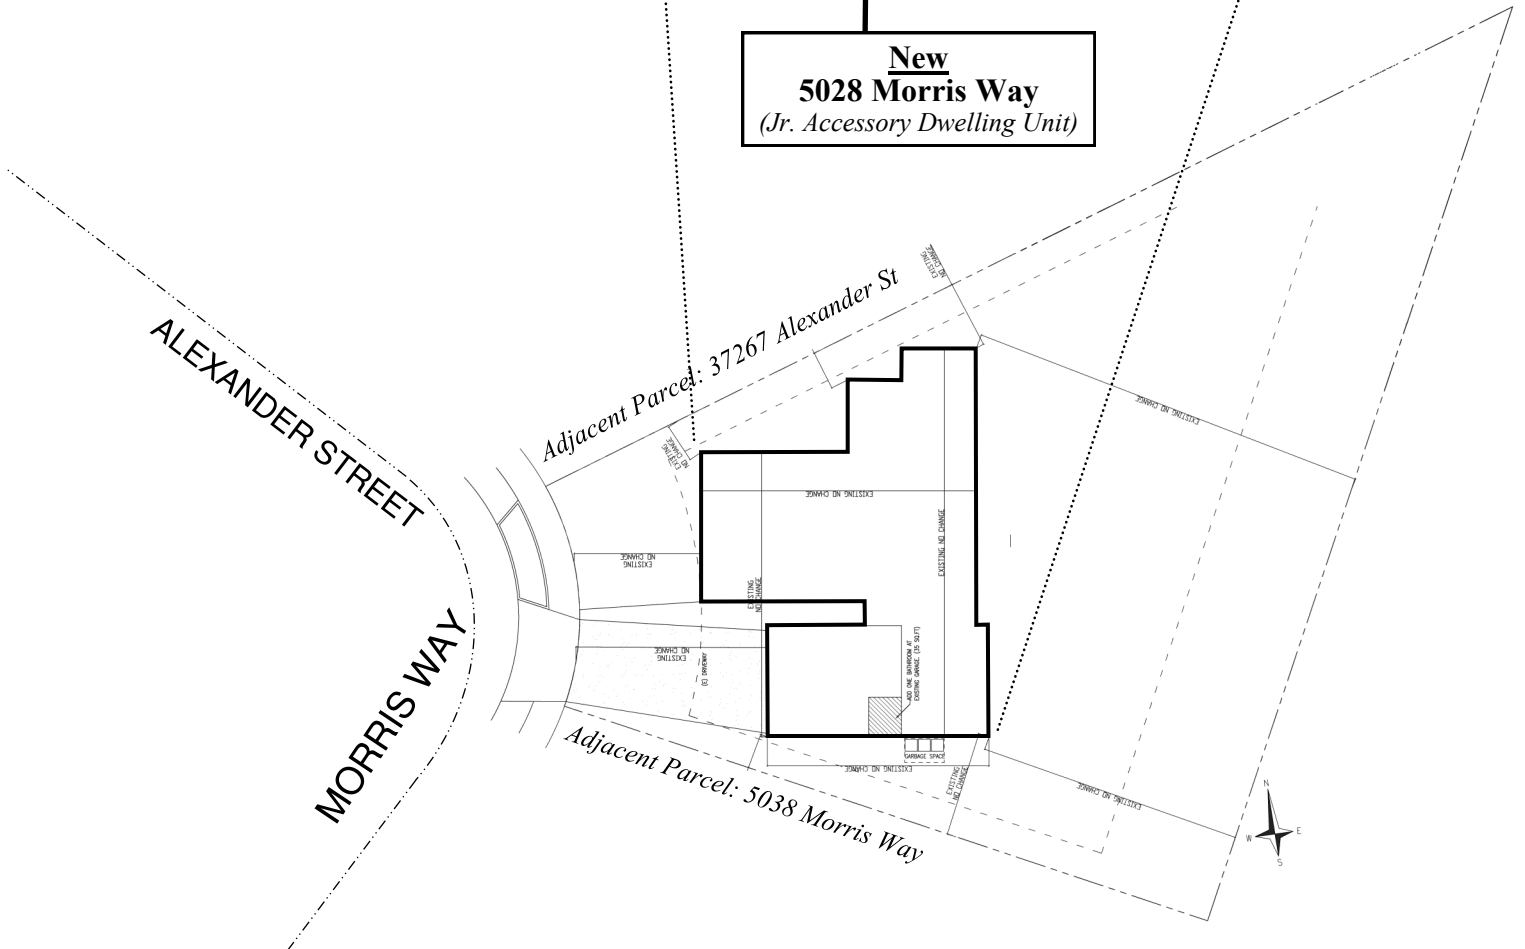 New
5028 Morris Way
(Jr. Accessory Dwelling Unit)
EXISTING
NO CHANGE
Adjacent Parcel: 37267 Alexander St
ALEXANDER STREET
EXISTING NO CHANGE
EXISTING
NO CHANGE
EXISTING NO CHANGE
EXISTING NO CHANGE
EXISTING
NO CHANGE
EXISTING
NO CHANGE
MORRIS WAY
EXISTING
NO CHANGE
(E) DRIVEWAY
ADD ONE BATHROOM AT
EXISTING GARAGE. (35 SQ.FT)
GARBAGE SPACE
EXISTING NO CHANGE
Adjacent Parcel: 5038 Morris Way
EXISTING
NO CHANGE
EXISTING NO CHANGE
N
W
E
S